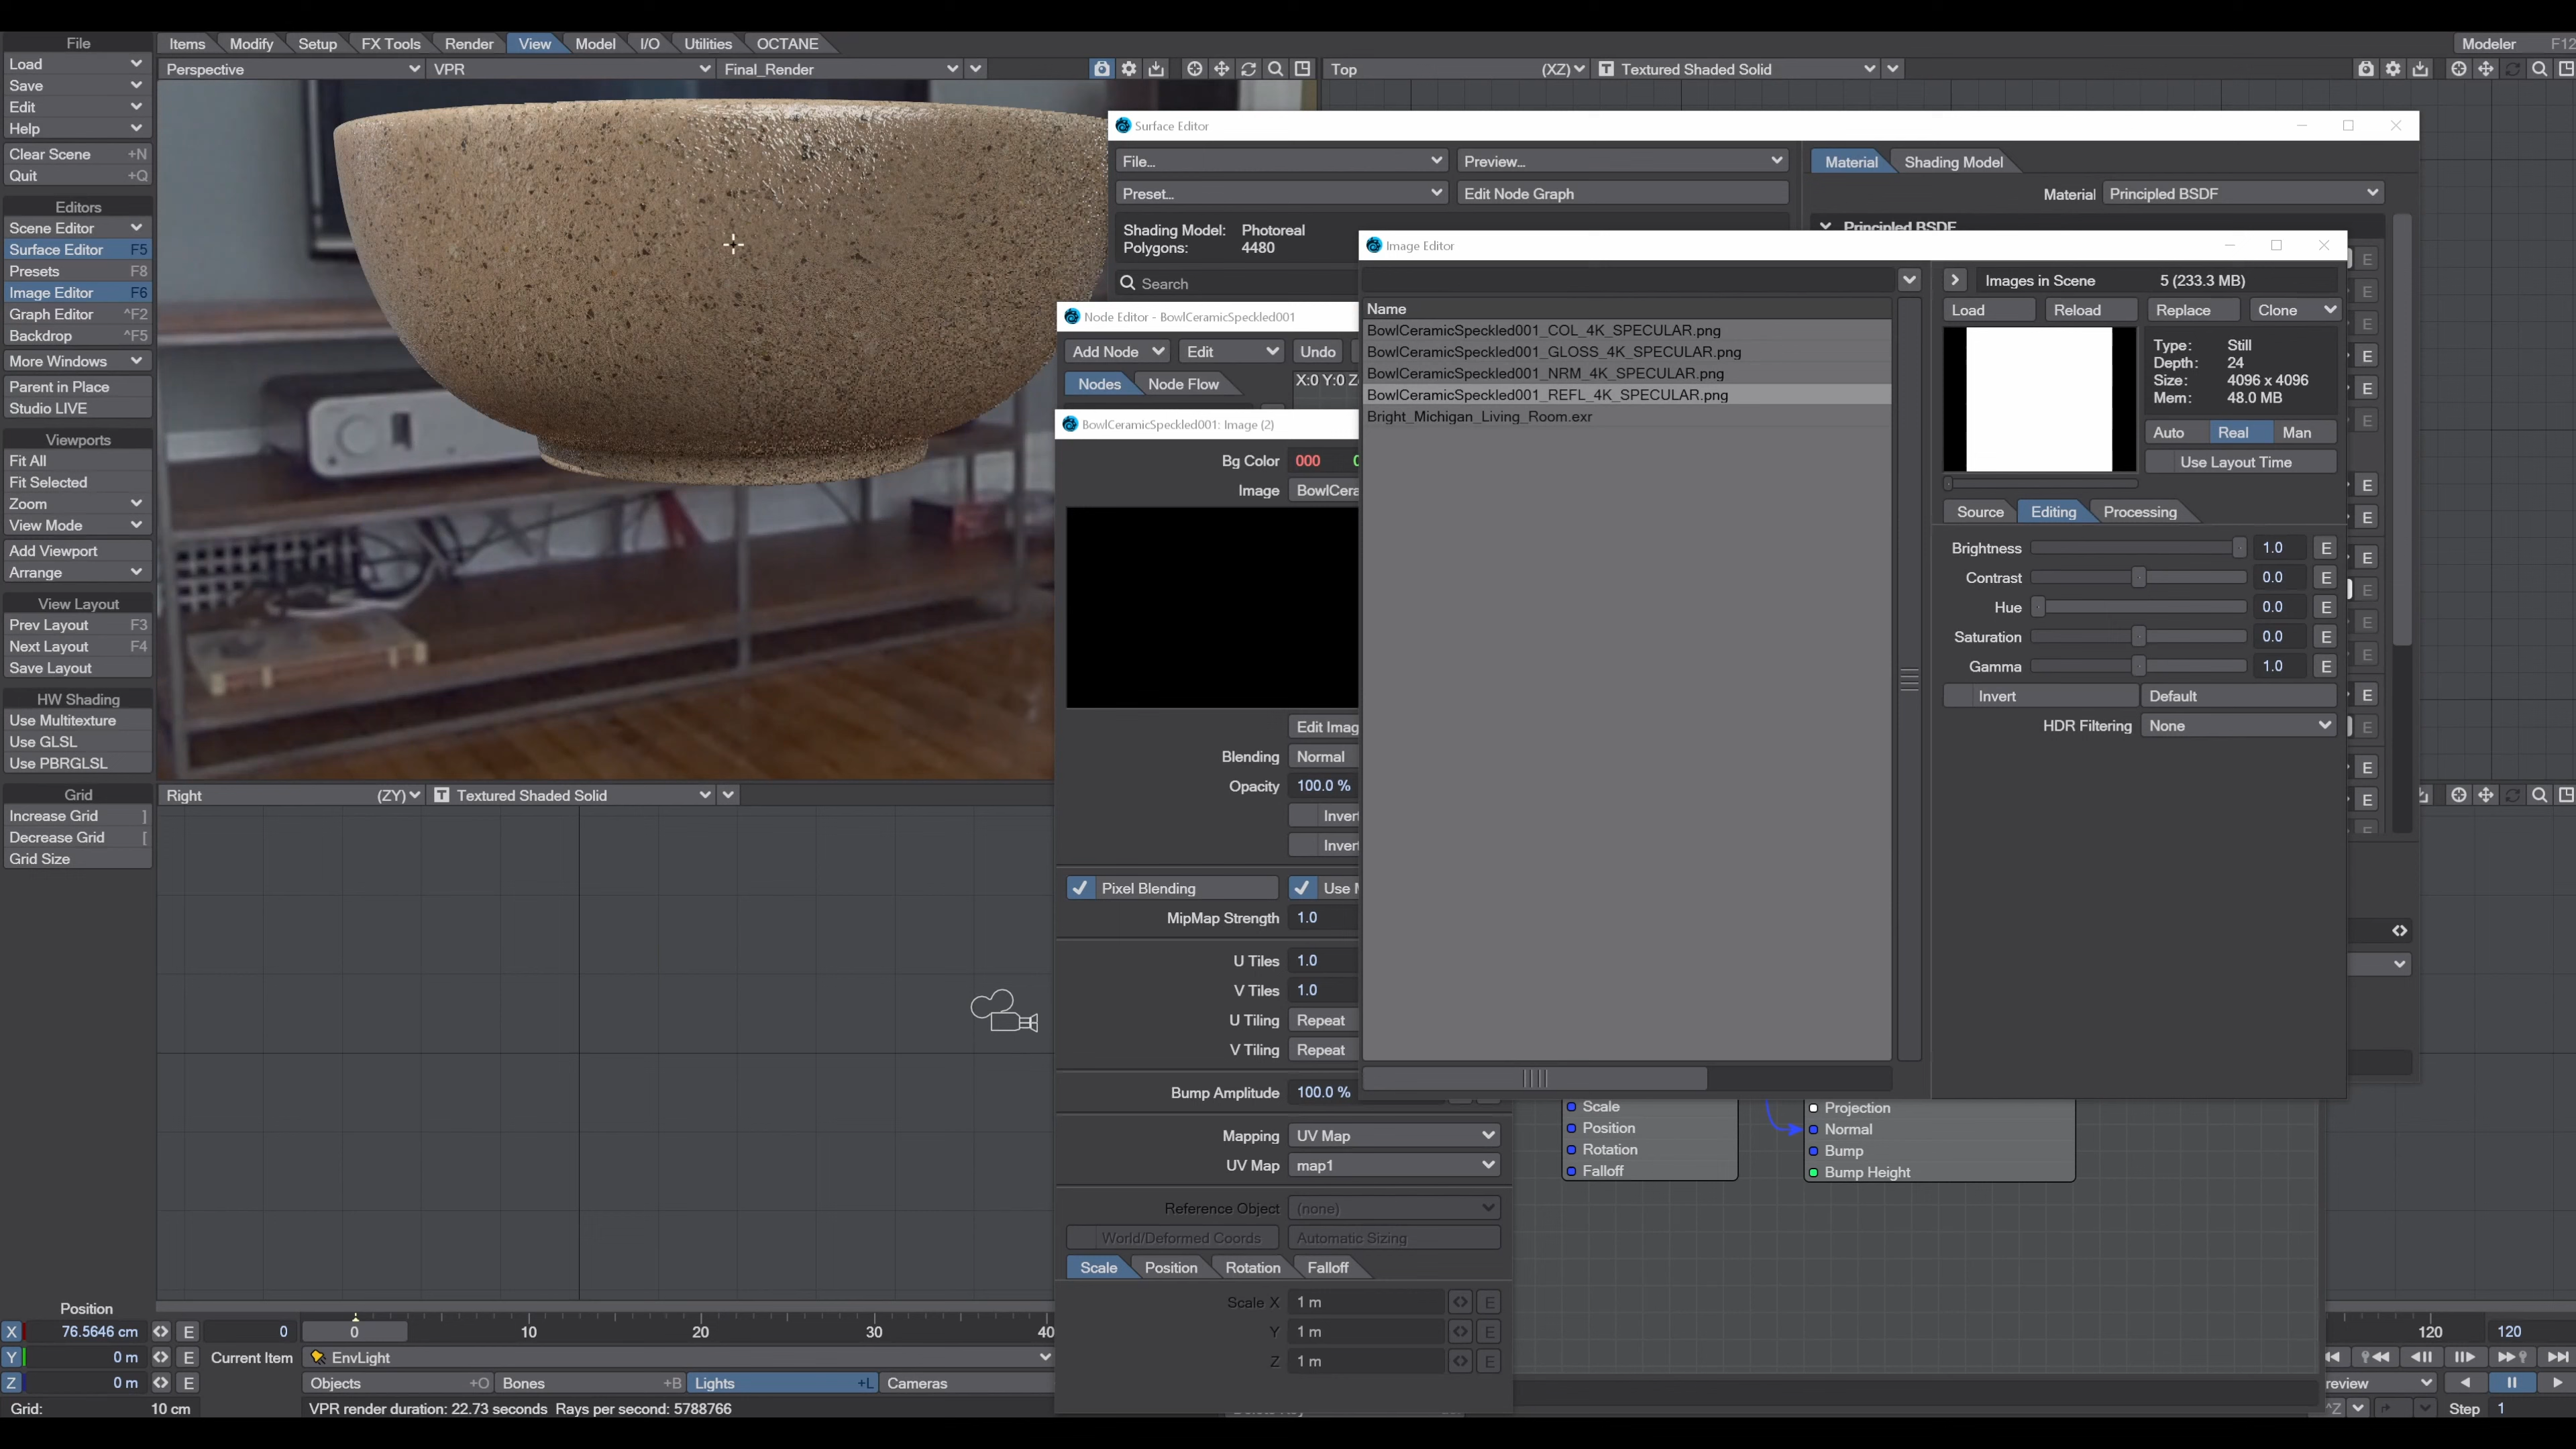 File
Load
Save
Edit
Help
Clear Scene +N
Quit +Q
Editors
Scene Editor
Surface Editor F5
Presets F8
Image Editor F6
Graph Editor ^F2
Backdrop ^F5
More Windows
Parent in Place
Studio LIVE
Viewports
Fit All
Fit Selected
Zoom
View Mode
Add Viewport
Arrange
View Layout
Prev Layout F3
Next Layout F4
Save Layout
HW Shading
Use Multitexture
Use GLSL
Use PBRGLSL
Grid
Increase Grid ]
Decrease Grid [
Grid Size
Items Modify Setup FX Tools Render View Model I/O Utilities OCTANE
Modeler F12
Perspective VPR Final_Render
Top (XZ) T Textured Shaded Solid
Right (ZY) T Textured Shaded Solid
Surface Editor
File... Preview...
Preset... Edit Node Graph
Shading Model: Photoreal
Polygons: 4480
Search
Material Shading Model
Material Principled BSDF
Principled BSDF
Node Editor - BowlCeramicSpeckled001
Add Node Edit Undo
Nodes Node Flow X:0 Y:0 Z
BowlCeramicSpeckled001: Image (2)
Bg Color 000
Image BowlCera
Edit Imag
Blending Normal
Opacity 100.0 %
Invert
Invert
Pixel Blending Use M
MipMap Strength 1.0
U Tiles 1.0
V Tiles 1.0
U Tiling Repeat
V Tiling Repeat
Bump Amplitude 100.0 %
Mapping UV Map
UV Map map1
Reference Object (none)
World/Deformed Coords Automatic Sizing
Scale Position Rotation Falloff
Scale X 1 m E
Y 1 m E
Z 1 m E
Image Editor
Name
BowlCeramicSpeckled001_COL_4K_SPECULAR.png
BowlCeramicSpeckled001_GLOSS_4K_SPECULAR.png
BowlCeramicSpeckled001_NRM_4K_SPECULAR.png
BowlCeramicSpeckled001_REFL_4K_SPECULAR.png
Bright_Michigan_Living_Room.exr
Images in Scene 5 (233.3 MB)
Load Reload Replace Clone
Type: Still
Depth: 24
Size: 4096 x 4096
Mem: 48.0 MB
Auto Real Man
Use Layout Time
Source Editing Processing
Brightness 1.0 E
Contrast 0.0 E
Hue 0.0 E
Saturation 0.0 E
Gamma 1.0 E
Invert Default
HDR Filtering None
Scale
Position
Rotation
Falloff
Projection
Normal
Bump
Bump Height
Position
X 76.5646 cm E
Y 0 m E
Z 0 m E
Grid: 10 cm
0 0 10 20 30 40
Current Item EnvLight
Objects +O Bones +B Lights +L Cameras
VPR render duration: 22.73 seconds Rays per second: 5788766
120 120
review
^Z Step 1